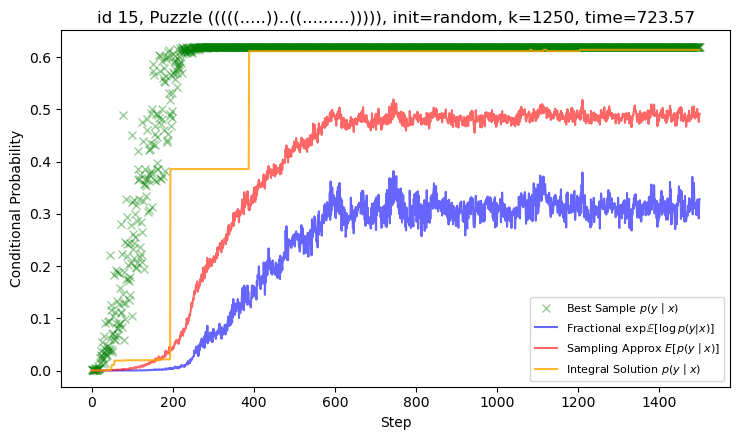 id 15, Puzzle (((((.....))..((.........))))), init=random, k=1250, time=723.57
Conditional Probability
0.6
0.5
0.4
0.3
0.2
0.1
0.0
Best Sample p(y | x)
Fractional exp𝔼[log p(y|x)]
Sampling Approx E[p(y | x)]
Integral Solution p(y | x)
0 200 400 600 800 1000 1200 1400
Step